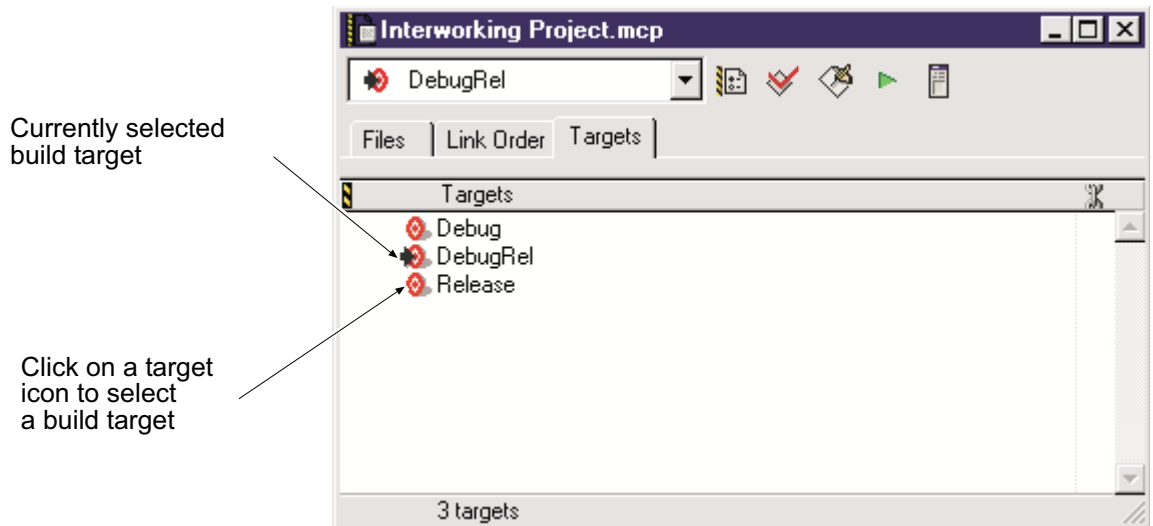 Interworking Project.mcp
DebugRel
Currently selected
build target
Files Link Order Targets
Targets
Debug
DebugRel
Release
Click on a target
icon to select
a build target
3 targets